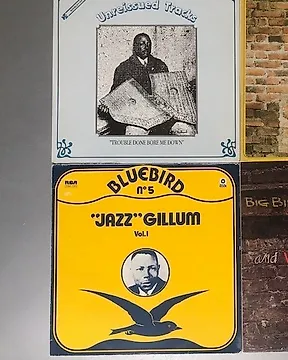 Unreissued Tracks
"TROUBLE DONE BORE ME DOWN"
RCA
BLUEBIRD
n°5
"JAZZ" GILLUM
Vol.1
BIG BI
and